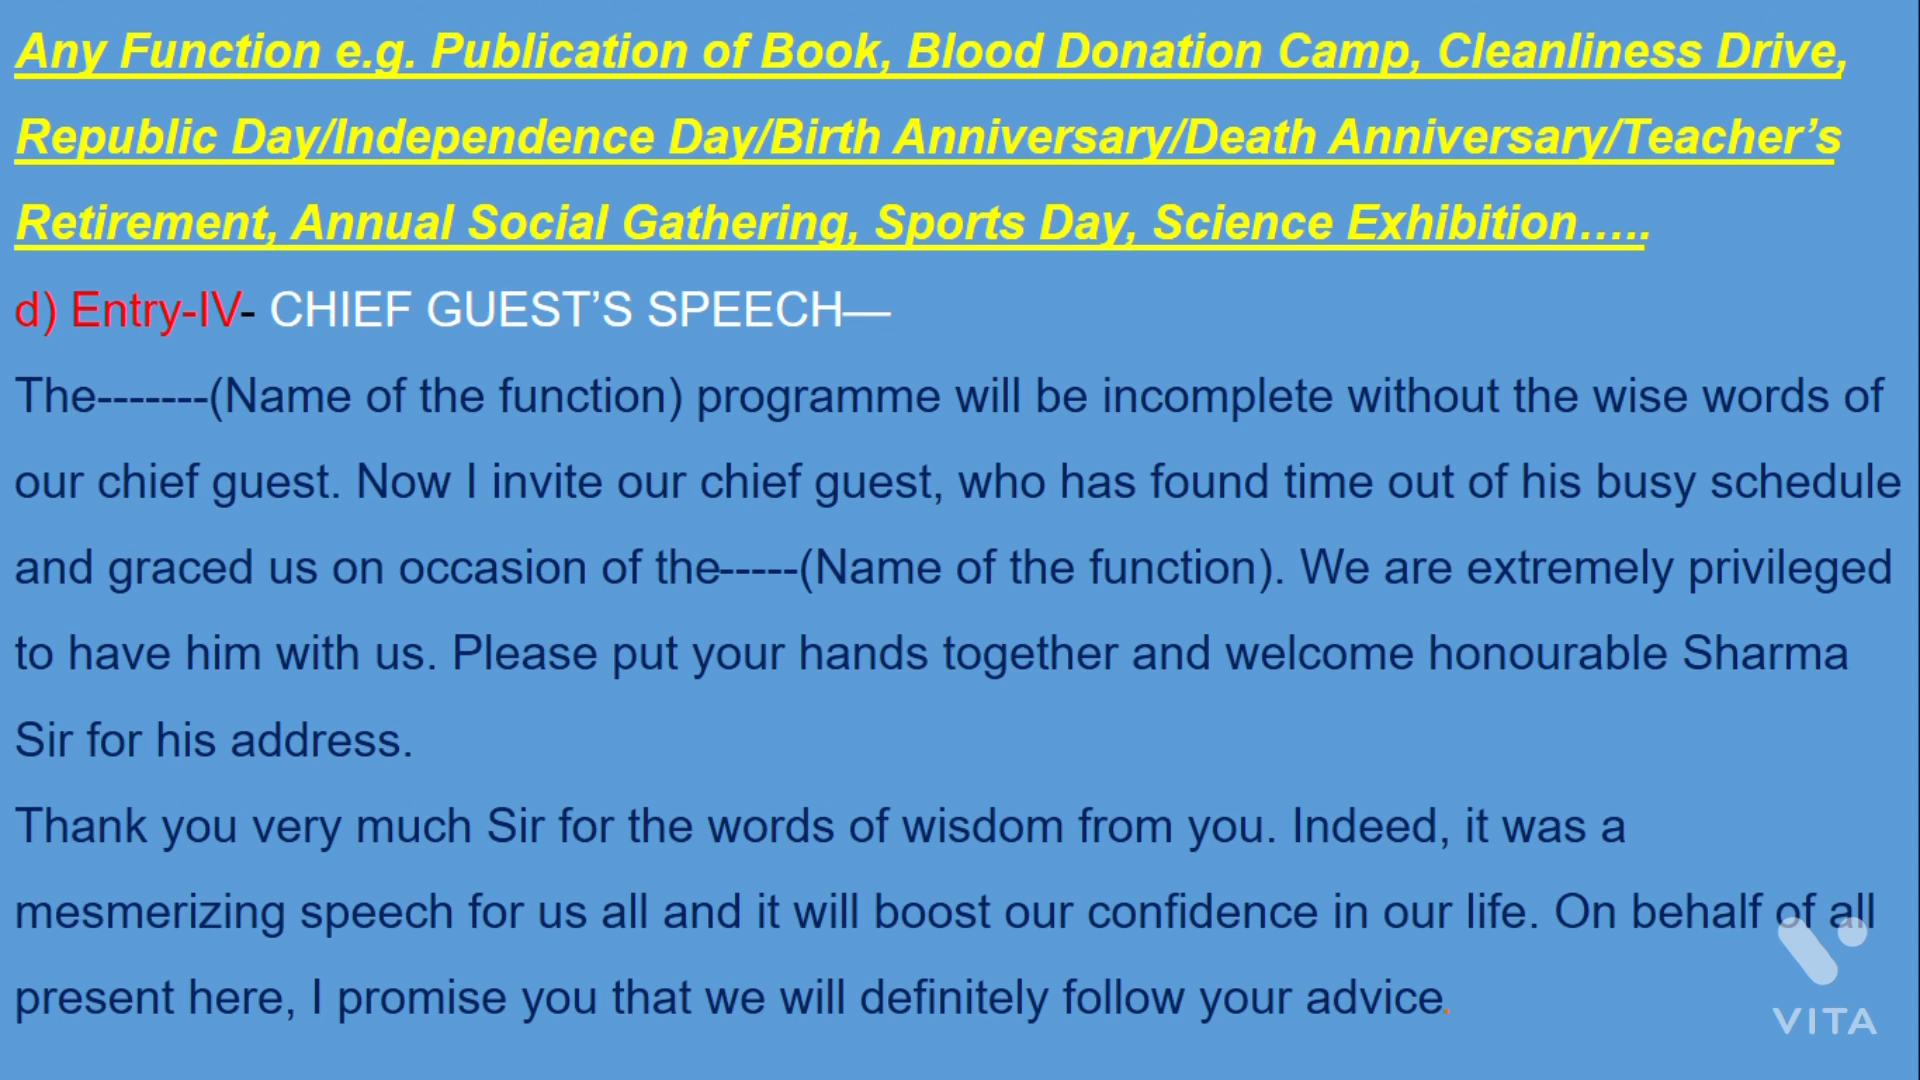 Any Function e.g. Publication of Book, Blood Donation Camp, Cleanliness Drive,
Republic Day/Independence Day/Birth Anniversary/Death Anniversary/Teacher’s
Retirement, Annual Social Gathering, Sports Day, Science Exhibition…..
d) Entry-IV- CHIEF GUEST’S SPEECH—
The-------(Name of the function) programme will be incomplete without the wise words of
our chief guest. Now I invite our chief guest, who has found time out of his busy schedule
and graced us on occasion of the-----(Name of the function). We are extremely privileged
to have him with us. Please put your hands together and welcome honourable Sharma
Sir for his address.
Thank you very much Sir for the words of wisdom from you. Indeed, it was a
mesmerizing speech for us all and it will boost our confidence in our life. On behalf of all
present here, I promise you that we will definitely follow your advice.
VITA